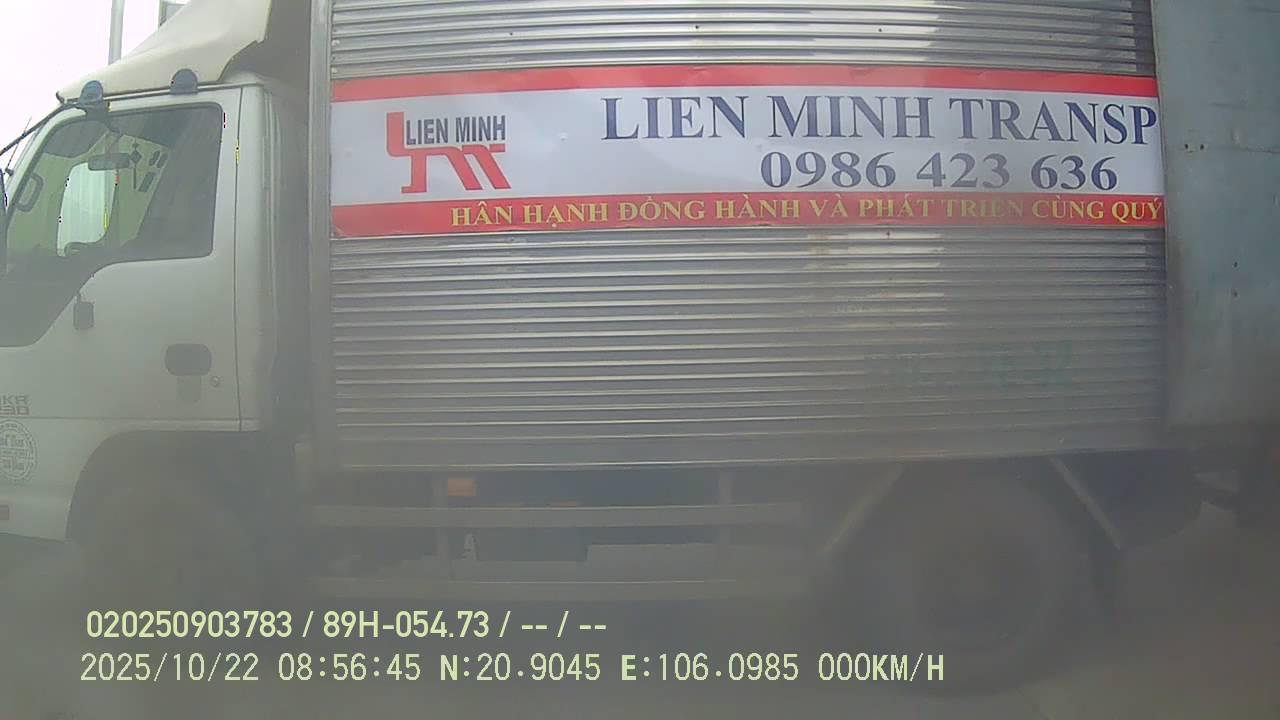 LIEN MINH
LIEN MINH TRANSP
0986 423 636
HÂN HẠNH ĐỒNG HÀNH VÀ PHÁT TRIỂN CÙNG QUÝ
020250903783 / 89H-054.73 / -- / --
2025/10/22 08:56:45 N:20.9045 E:106.0985 000KM/H